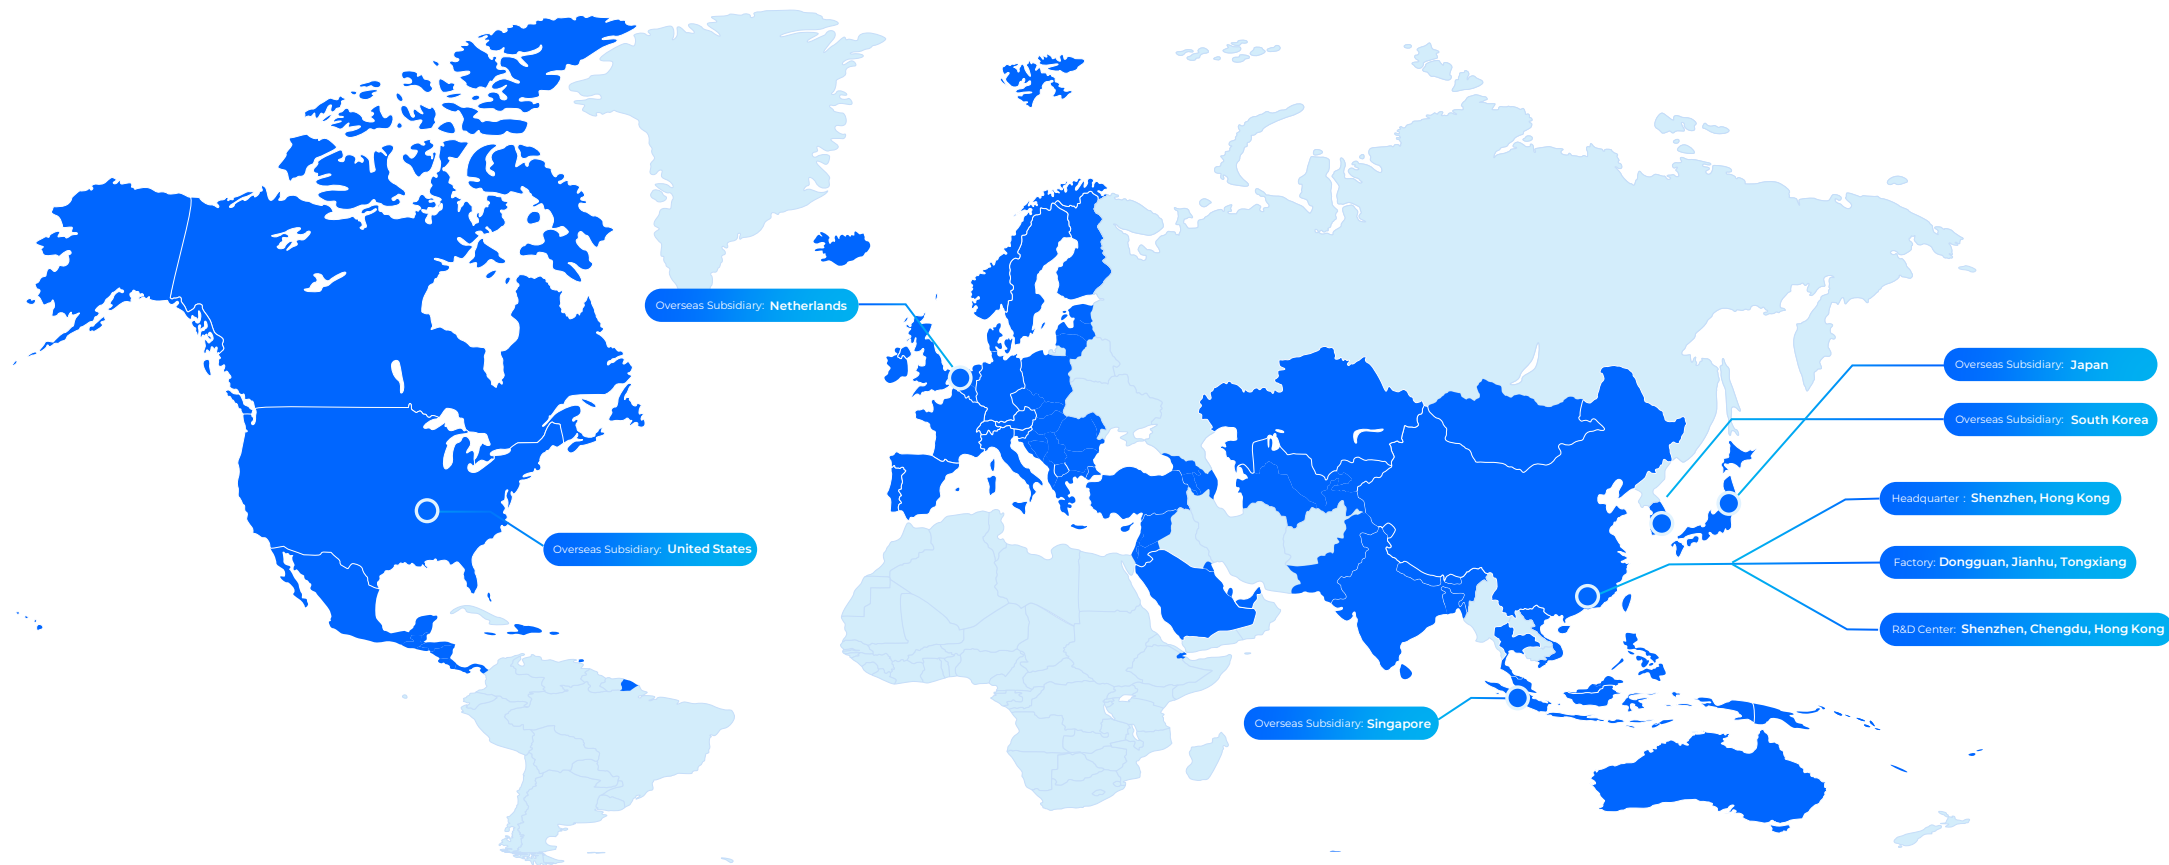 Overseas Subsidiary: Netherlands
Overseas Subsidiary: Japan
Overseas Subsidiary: South Korea
Headquarter : Shenzhen, Hong Kong
Overseas Subsidiary: United States
Factory: Dongguan, Jianhu, Tongxiang
R&D Center: Shenzhen, Chengdu, Hong Kong
Overseas Subsidiary: Singapore